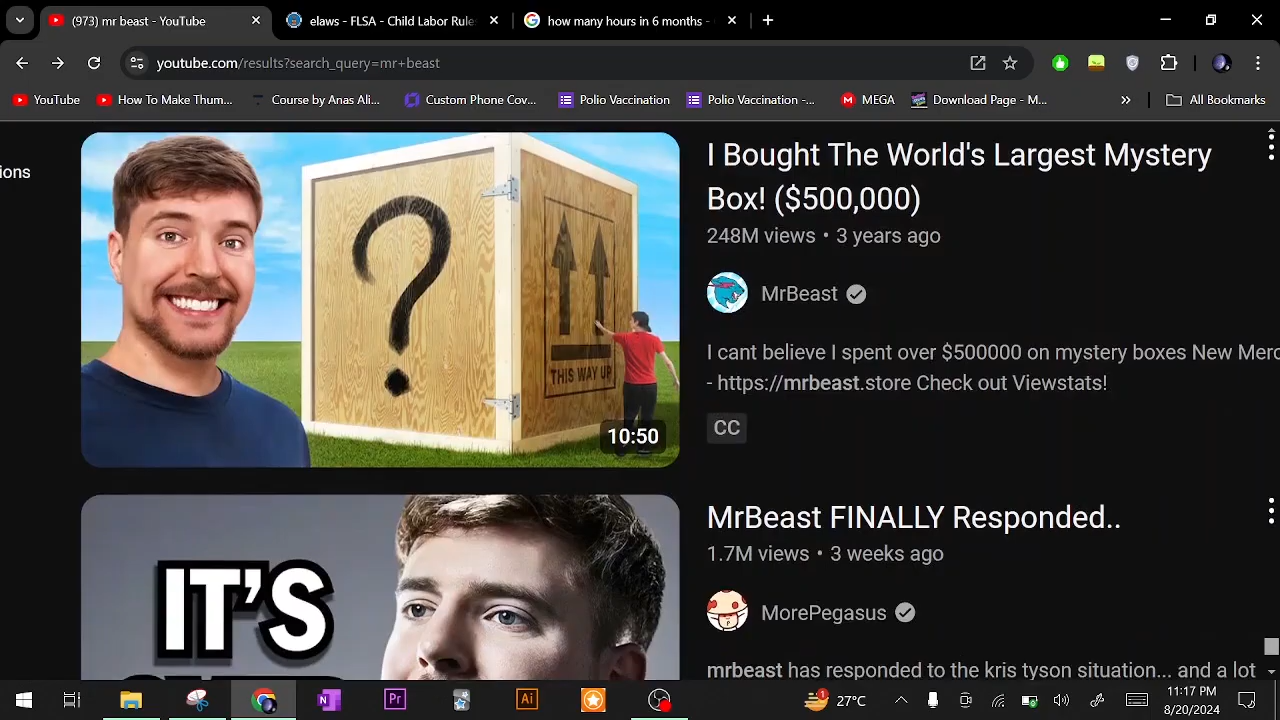 (973) mr beast - YouTube
elaws - FLSA - Child Labor Rule
how many hours in 6 months -
youtube.com/results?search_query=mr+beast
YouTube
How To Make Thum...
Course by Anas Ali...
Custom Phone Cov...
Polio Vaccination
Polio Vaccination -...
MEGA
Download Page - M...
All Bookmarks
ions
?
THIS WAY UP
10:50
I Bought The World's Largest Mystery
Box! ($500,000)
248M views • 3 years ago
MrBeast
I cant believe I spent over $500000 on mystery boxes New Merc
- https://mrbeast.store Check out Viewstats!
CC
IT'S
MrBeast FINALLY Responded..
1.7M views • 3 weeks ago
MorePegasus
mrbeast has responded to the kris tyson situation... and a lot
Pr
Ai
1
27°C
11:17 PM
8/20/2024